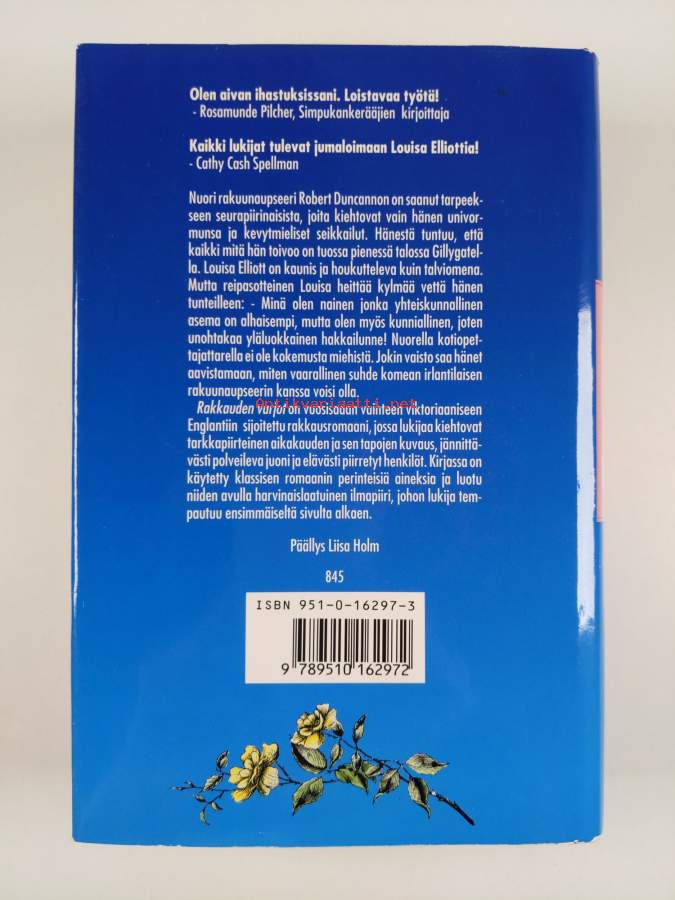 Olen aivan ihastuksissani. Loistavaa työtä!
- Rosamunde Pilcher, Simpukankerääjien kirjoittaja
Kaikki lukijat tulevat jumaloimaan Louisa Elliottia!
- Cathy Cash Spellman
Nuori rakuunaupseeri Robert Duncannon on saanut tarpeek-
seen seurapiirinaisista, joita kiehtovat vain hänen univor-
munsa ja kevytmieliset seikkailut. Hänestä tuntuu, että
kaikki mitä hän toivoo on tuossa pienessä talossa Gillygatel-
la. Louisa Elliott on kaunis ja houkutteleva kuin talviomena.
Mutta reipasotteinen Louisa heittää kylmää vettä hänen
tunteilleen: - Minä olen nainen jonka yhteiskunnallinen
asema on alhaisempi, mutta olen myös kunniallinen, joten
unohtakaa yläluokkainen hakkailunne! Nuorella kotiopet-
tajattarella ei ole kokemusta miehistä. Jokin vaisto saa hänet
aavistamaan, miten vaarallinen suhde komean irlantilaisen
rakuunaupseerin kanssa voisi olla.
Antikvariaatti.net
Rakkauden varjot on vuosisadan vaihteen viktoriaaniseen
Englantiin sijoitettu rakkausromaani, jossa lukijaa kiehtovat
tarkkapiirteinen aikakauden ja sen tapojen kuvaus, jännittä-
västi polveileva juoni ja elävästi piirretyt henkilöt. Kirjassa on
käytetty klassisen romaanin perinteisiä aineksia ja luotu
niiden avulla harvinaislaatuinen ilmapiiri, johon lukija tem-
pautuu ensimmäiseltä sivulta alkaen.
Päällys Liisa Holm
845
ISBN 951-0-16297-3
9 789510 162972